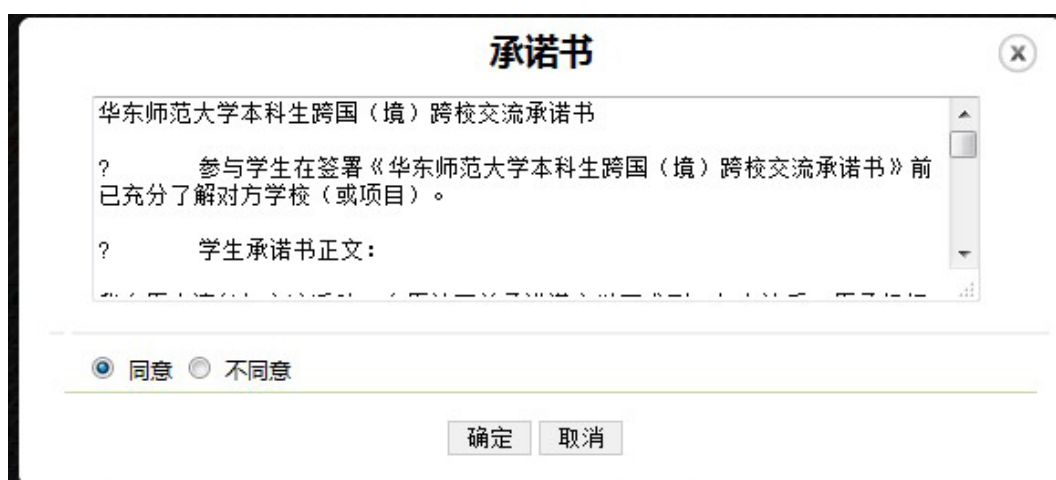 承诺书
华东师范大学本科生跨国（境）跨校交流承诺书
? 参与学生在签署《华东师范大学本科生跨国（境）跨校交流承诺书》前
已充分了解对方学校（或项目）。
? 学生承诺书正文：
同意 不同意
确定 取消